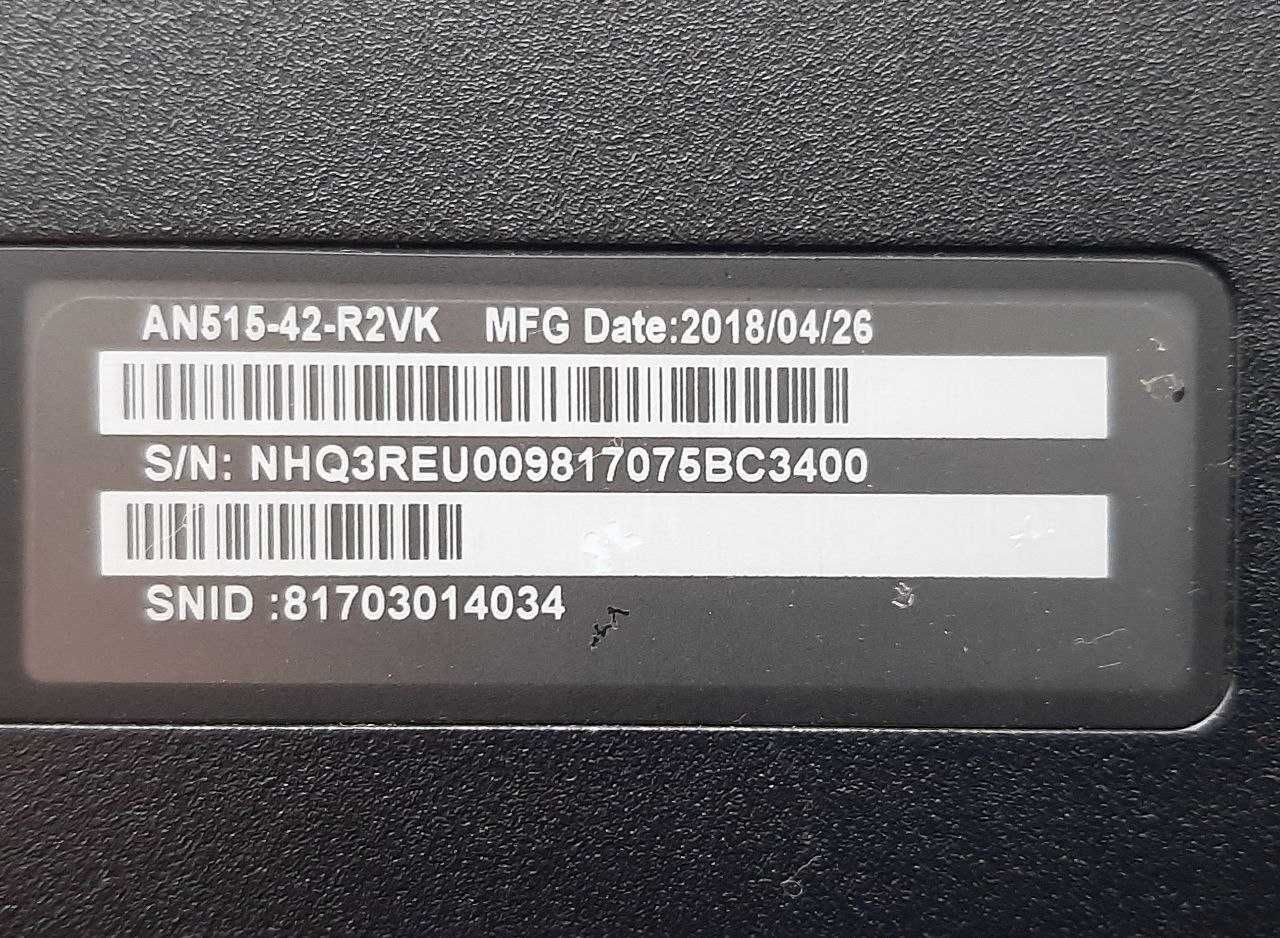 AN515-42-R2VK MFG Date:2018/04/26
S/N: NHQ3REU009817075BC3400
SNID :81703014034